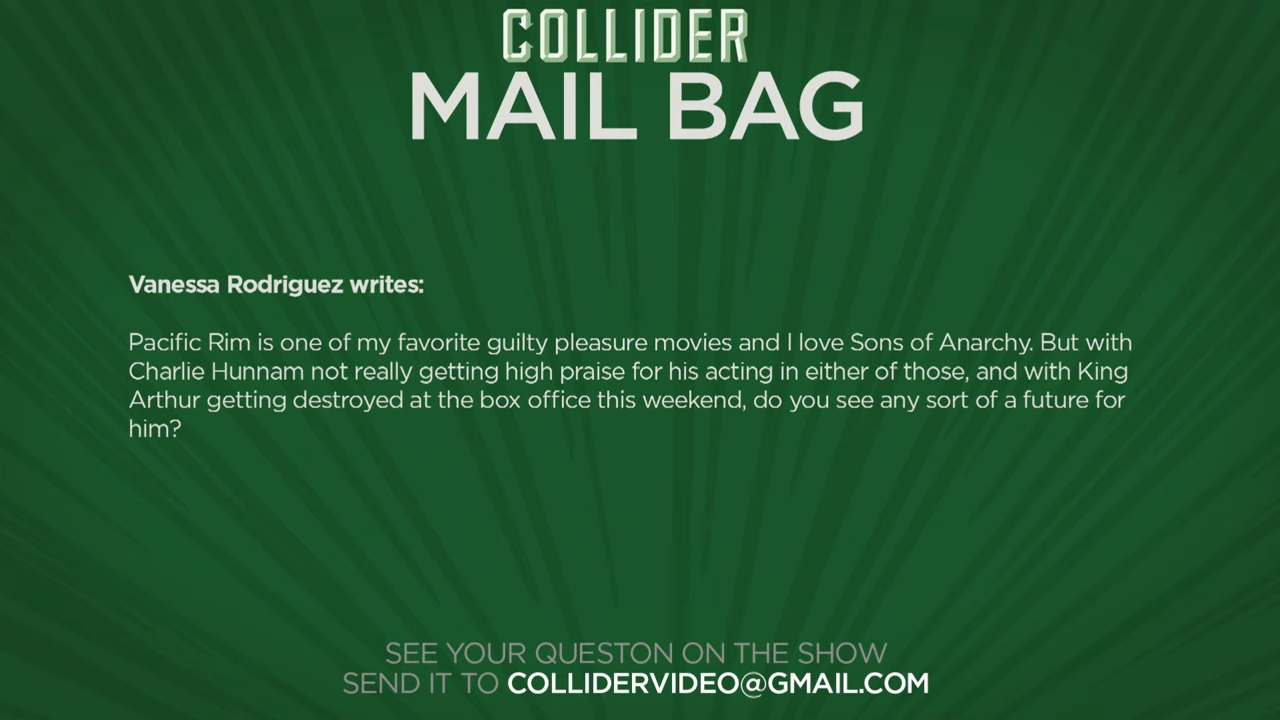 COLLIDER
MAIL BAG
Vanessa Rodriguez writes:
Pacific Rim is one of my favorite guilty pleasure movies and I love Sons of Anarchy. But with
Charlie Hunnam not really getting high praise for his acting in either of those, and with King
Arthur getting destroyed at the box office this weekend, do you see any sort of a future for
him?
SEE YOUR QUESTON ON THE SHOW
SEND IT TO COLLIDERVIDEO@GMAIL.COM